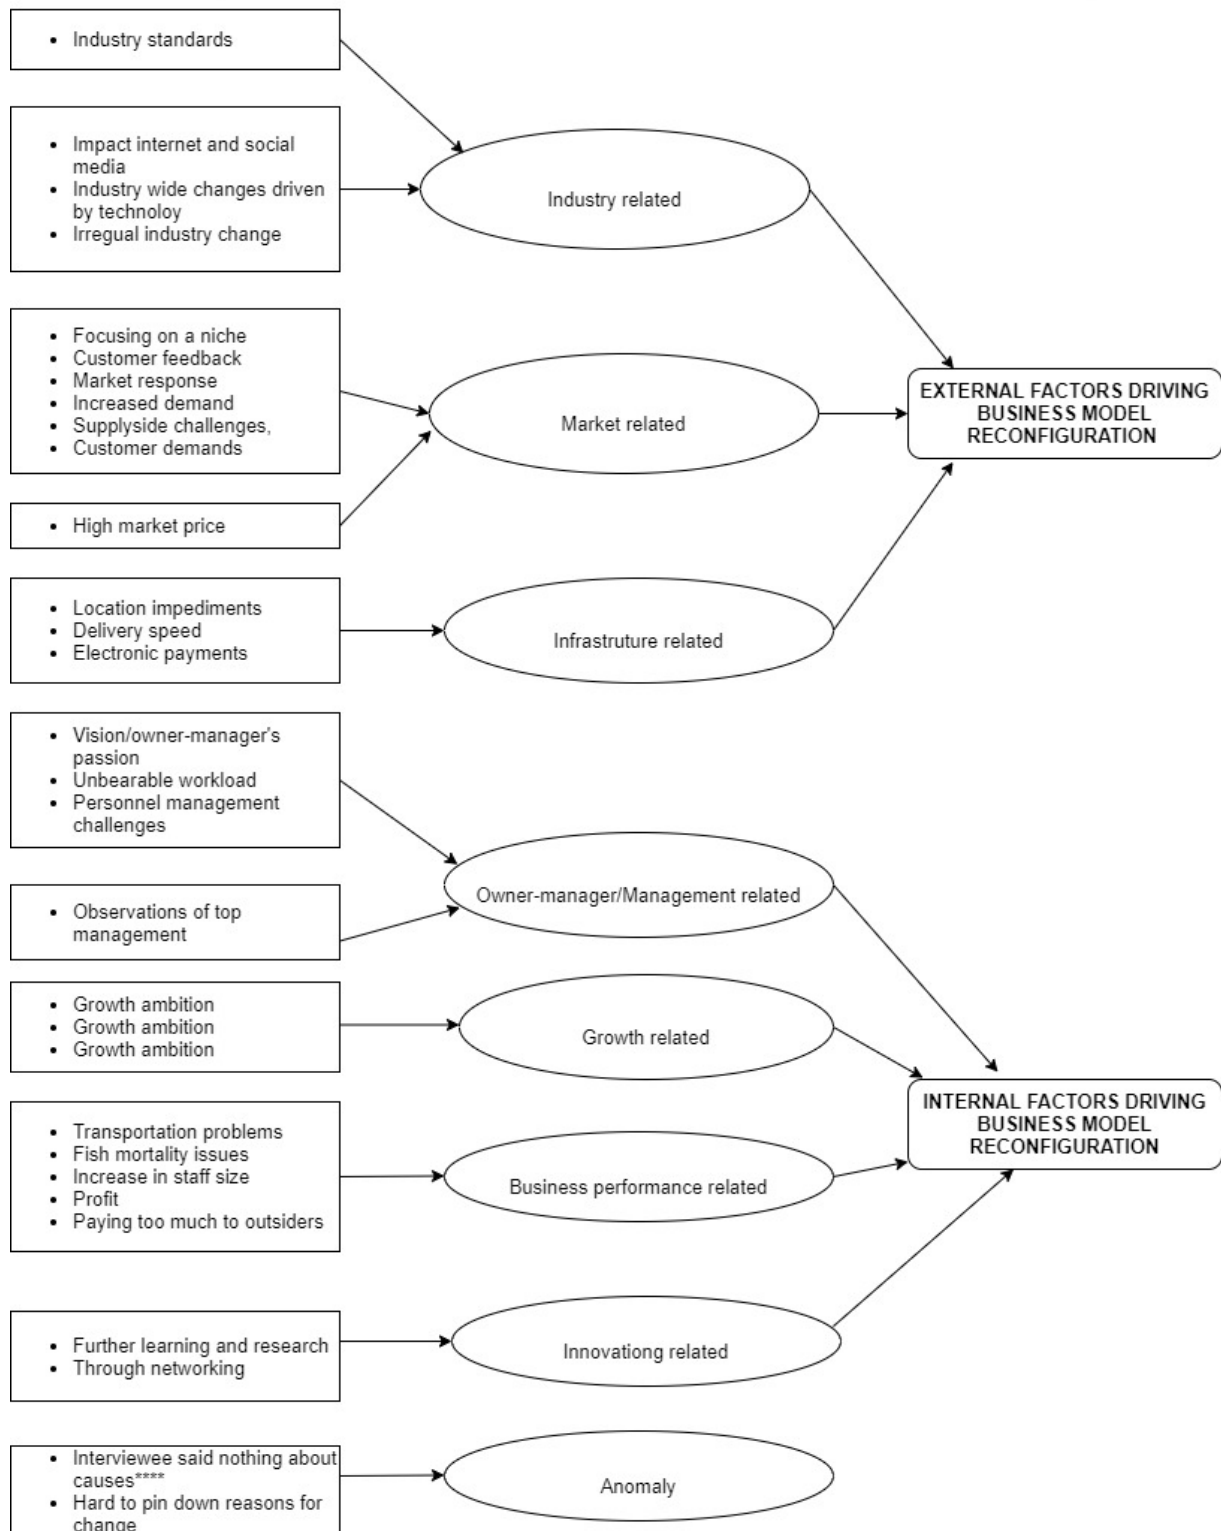 • Industry standards
• Impact internet and social
media
• Industry wide changes driven
by technoloy
• Irregual industry change
Industry related
• Focusing on a niche
• Customer feedback
• Market response
• Increased demand
• Supplyside challenges,
• Customer demands
Market related
• High market price
EXTERNAL FACTORS DRIVING
BUSINESS MODEL
RECONFIGURATION
• Location impediments
• Delivery speed
• Electronic payments
Infrastruture related
• Vision/owner-manager's
passion
• Unbearable workload
• Personnel management
challenges
• Observations of top
management
Owner-manager/Management related
• Growth ambition
• Growth ambition
• Growth ambition
Growth related
• Transportation problems
• Fish mortality issues
• Increase in staff size
• Profit
• Paying too much to outsiders
Business performance related
INTERNAL FACTORS DRIVING
BUSINESS MODEL
RECONFIGURATION
• Further learning and research
• Through networking
Innovationg related
• Interviewee said nothing about
causes****
• Hard to pin down reasons for
change
Anomaly